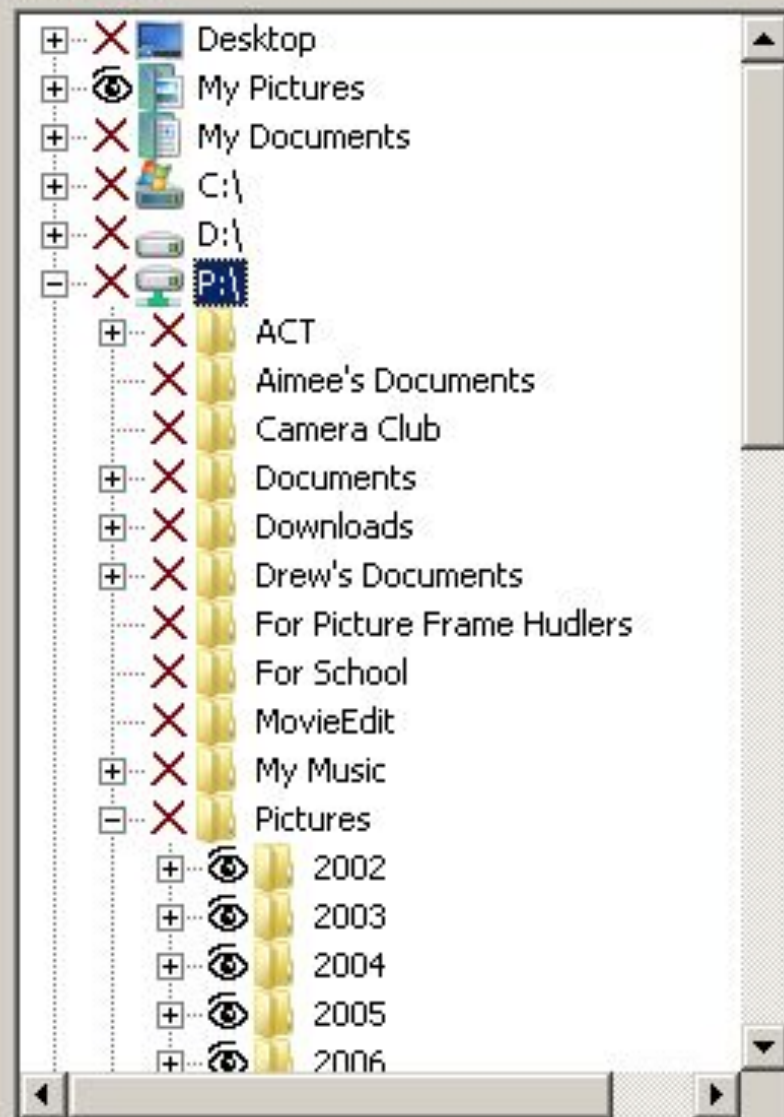 Desktop
My Pictures
My Documents
C:\
D:\
P:\
ACT
Aimee's Documents
Camera Club
Documents
Downloads
Drew's Documents
For Picture Frame Hudlers
For School
MovieEdit
My Music
Pictures
2002
2003
2004
2005
2006